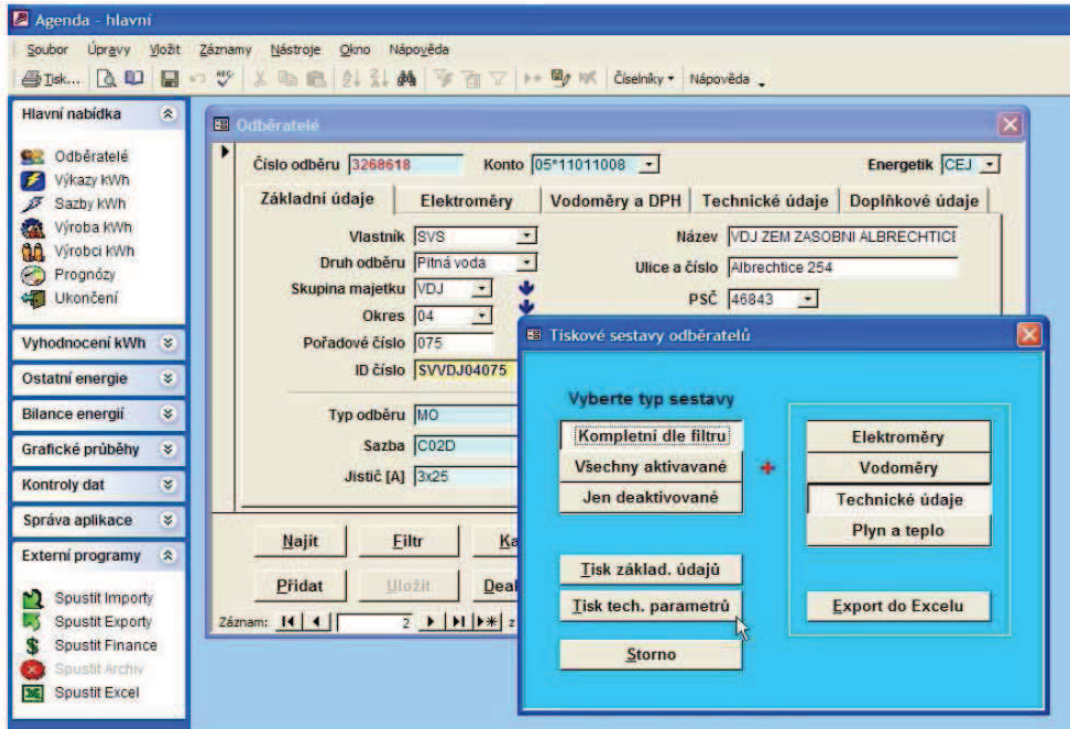 Agenda - hlavní
Soubor Úpravy Vložit Záznamy Nástroje Okno Nápověda
Tisk... Číselníky Nápověda
Hlavní nabídka
Odběratelé
Výkazy kWh
Sazby kWh
Výroba kWh
Výrobci kWh
Prognózy
Ukončení
Vyhodnocení kWh
Ostatní energie
Bilance energií
Grafické průběhy
Kontroly dat
Správa aplikace
Externí programy
Spustit Importy
Spustit Exporty
Spustit Finance
Spustit Archiv
Spustit Excel
Odběratelé
Číslo odběru 3268618 Konto 05*11011008 Energetik CEJ
Základní údaje Elektroměry Vodoměry a DPH Technické údaje Doplňkové údaje
Vlastník SVS Název VDJ ZEM ZASOBNI ALBRECHTICE
Druh odběru Pitná voda Ulice a číslo Albrechtice 254
Skupina majetku VDJ PSČ 46843
Okres 04
Pořadové číslo 075
ID číslo SVVDJ04075
Typ odběru MO
Sazba C02D
Jistič [A] 3x25
Najít Filtr Ka
Přidat Uložit Deal
Záznam: 2 z
Tiskové sestavy odběratelů
Vyberte typ sestavy
Kompletní dle filtru
Všechny aktivavané
Jen deaktivované
Elektroměry
Vodoměry
Technické údaje
Plyn a teplo
Tisk základ. údajů
Tisk tech. parametrů
Export do Excelu
Storno